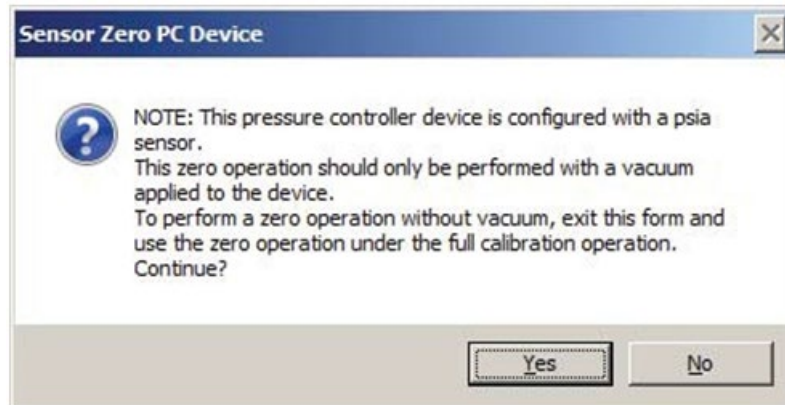 Sensor Zero PC Device
NOTE: This pressure controller device is configured with a psia
sensor.
This zero operation should only be performed with a vacuum
applied to the device.
To perform a zero operation without vacuum, exit this form and
use the zero operation under the full calibration operation.
Continue?
Yes
No